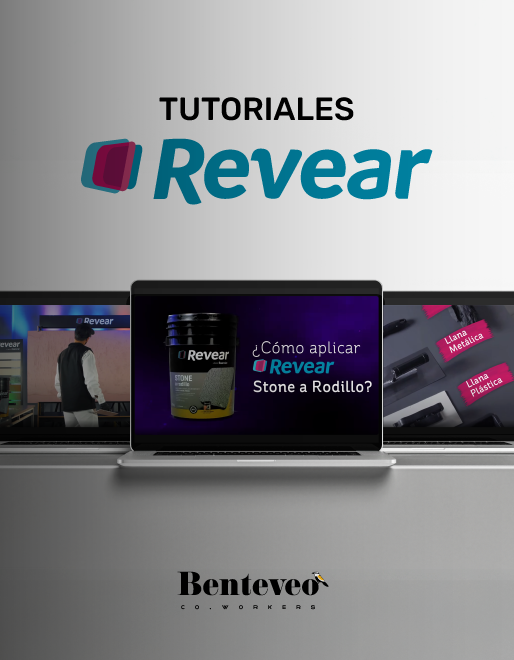 TUTORIALES
Revear
Revear
Revear
STONE
¿Cómo aplicar
Revear
Stone a Rodillo?
Llana
Metálica
Llana
Plástica
Benteveo
CO.WORKERS